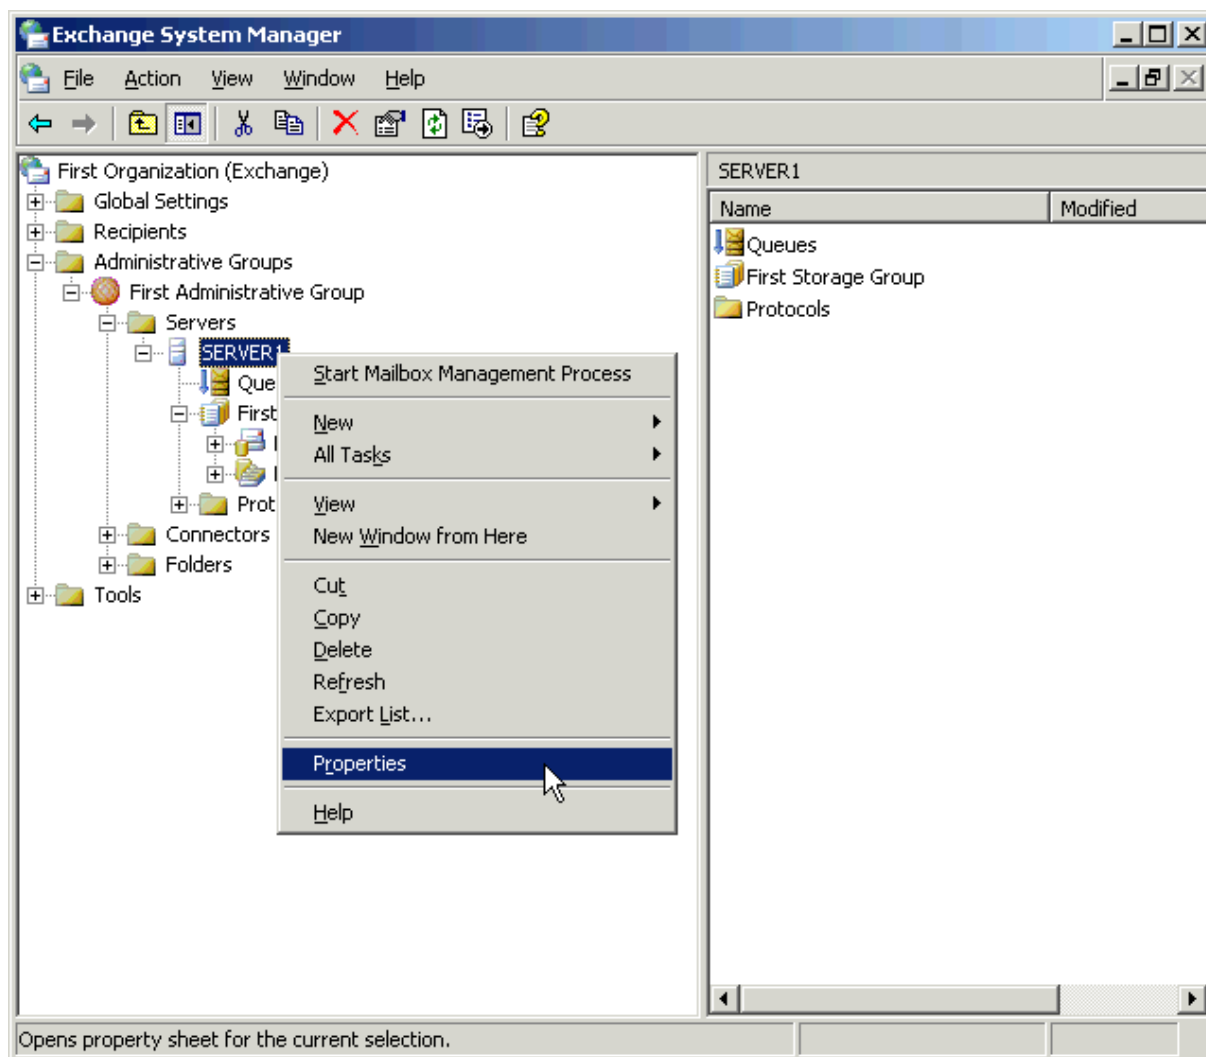 Exchange System Manager
File Action View Window Help
First Organization (Exchange)
Global Settings
Recipients
Administrative Groups
First Administrative Group
Servers
SERVER1
Que
First
Prot
Connectors
Folders
Tools
Start Mailbox Management Process
New
All Tasks
View
New Window from Here
Cut
Copy
Delete
Refresh
Export List...
Properties
Help
SERVER1
Name Modified
Queues
First Storage Group
Protocols
Opens property sheet for the current selection.